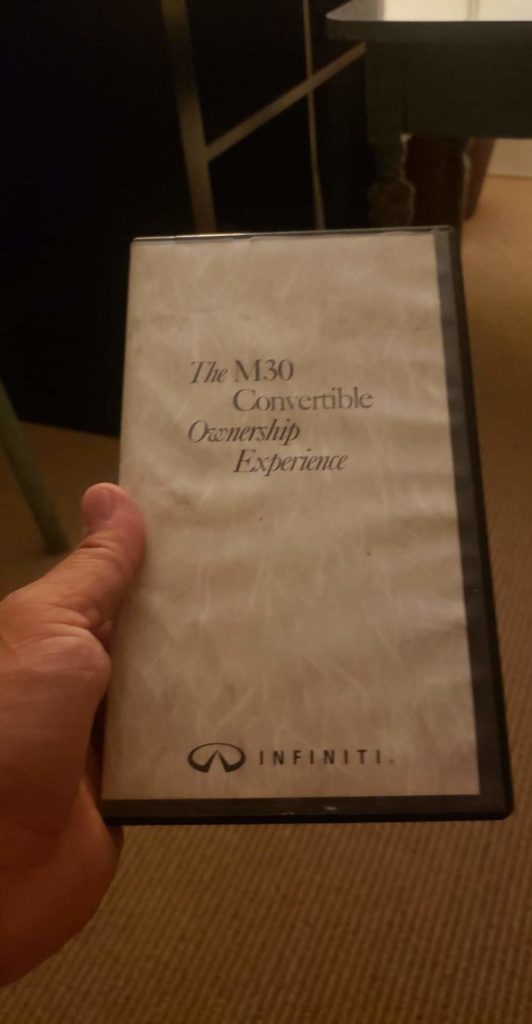 The M30
Convertible
Ownership
Experience
INFINITI®